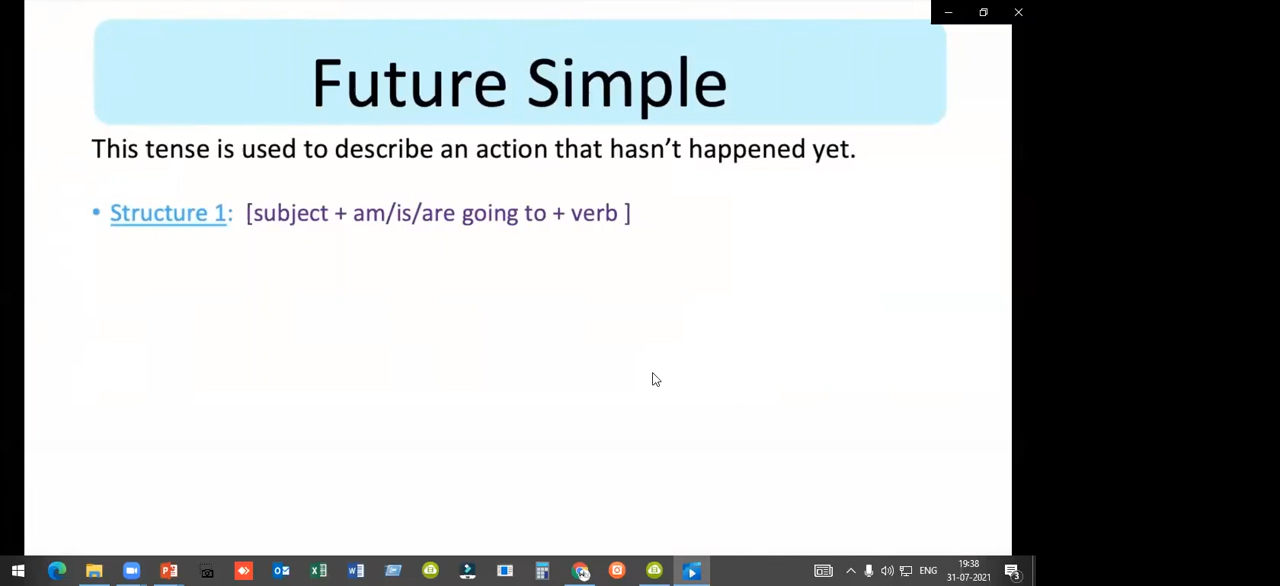 Future Simple
This tense is used to describe an action that hasn’t happened yet.
• Structure 1: [subject + am/is/are going to + verb ]
19:38
ENG
31-07-2021
3